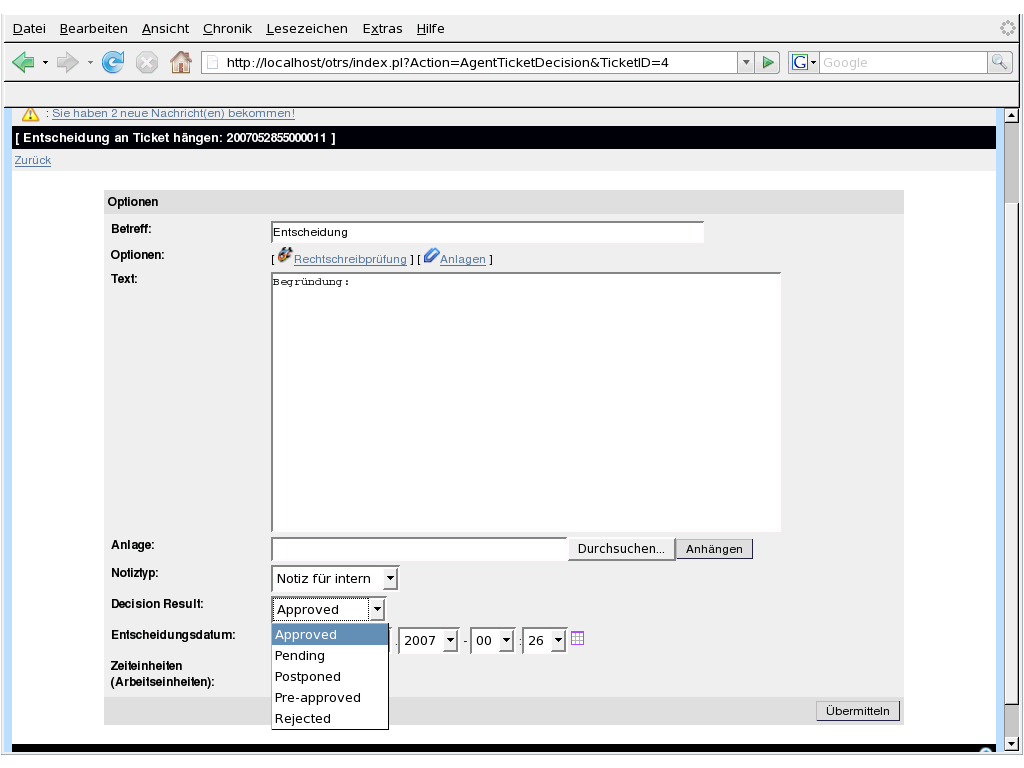 Datei Bearbeiten Ansicht Chronik Lesezeichen Extras Hilfe
http://localhost/otrs/index.pl?Action=AgentTicketDecision&TicketID=4
G
Google
: Sie haben 2 neue Nachricht(en) bekommen!
[ Entscheidung an Ticket hängen: 2007052855000011 ]
Zurück
Optionen
Betreff: Entscheidung
Optionen: [ Rechtschreibprüfung ] [ Anlagen ]
Text: Begründung:
Anlage: Durchsuchen... Anhängen
Notiztyp: Notiz für intern
Decision Result: Approved
Entscheidungsdatum: . 2007 - 00 : 26
Approved
Pending
Postponed
Pre-approved
Rejected
Zeiteinheiten
(Arbeitseinheiten):
Übermitteln